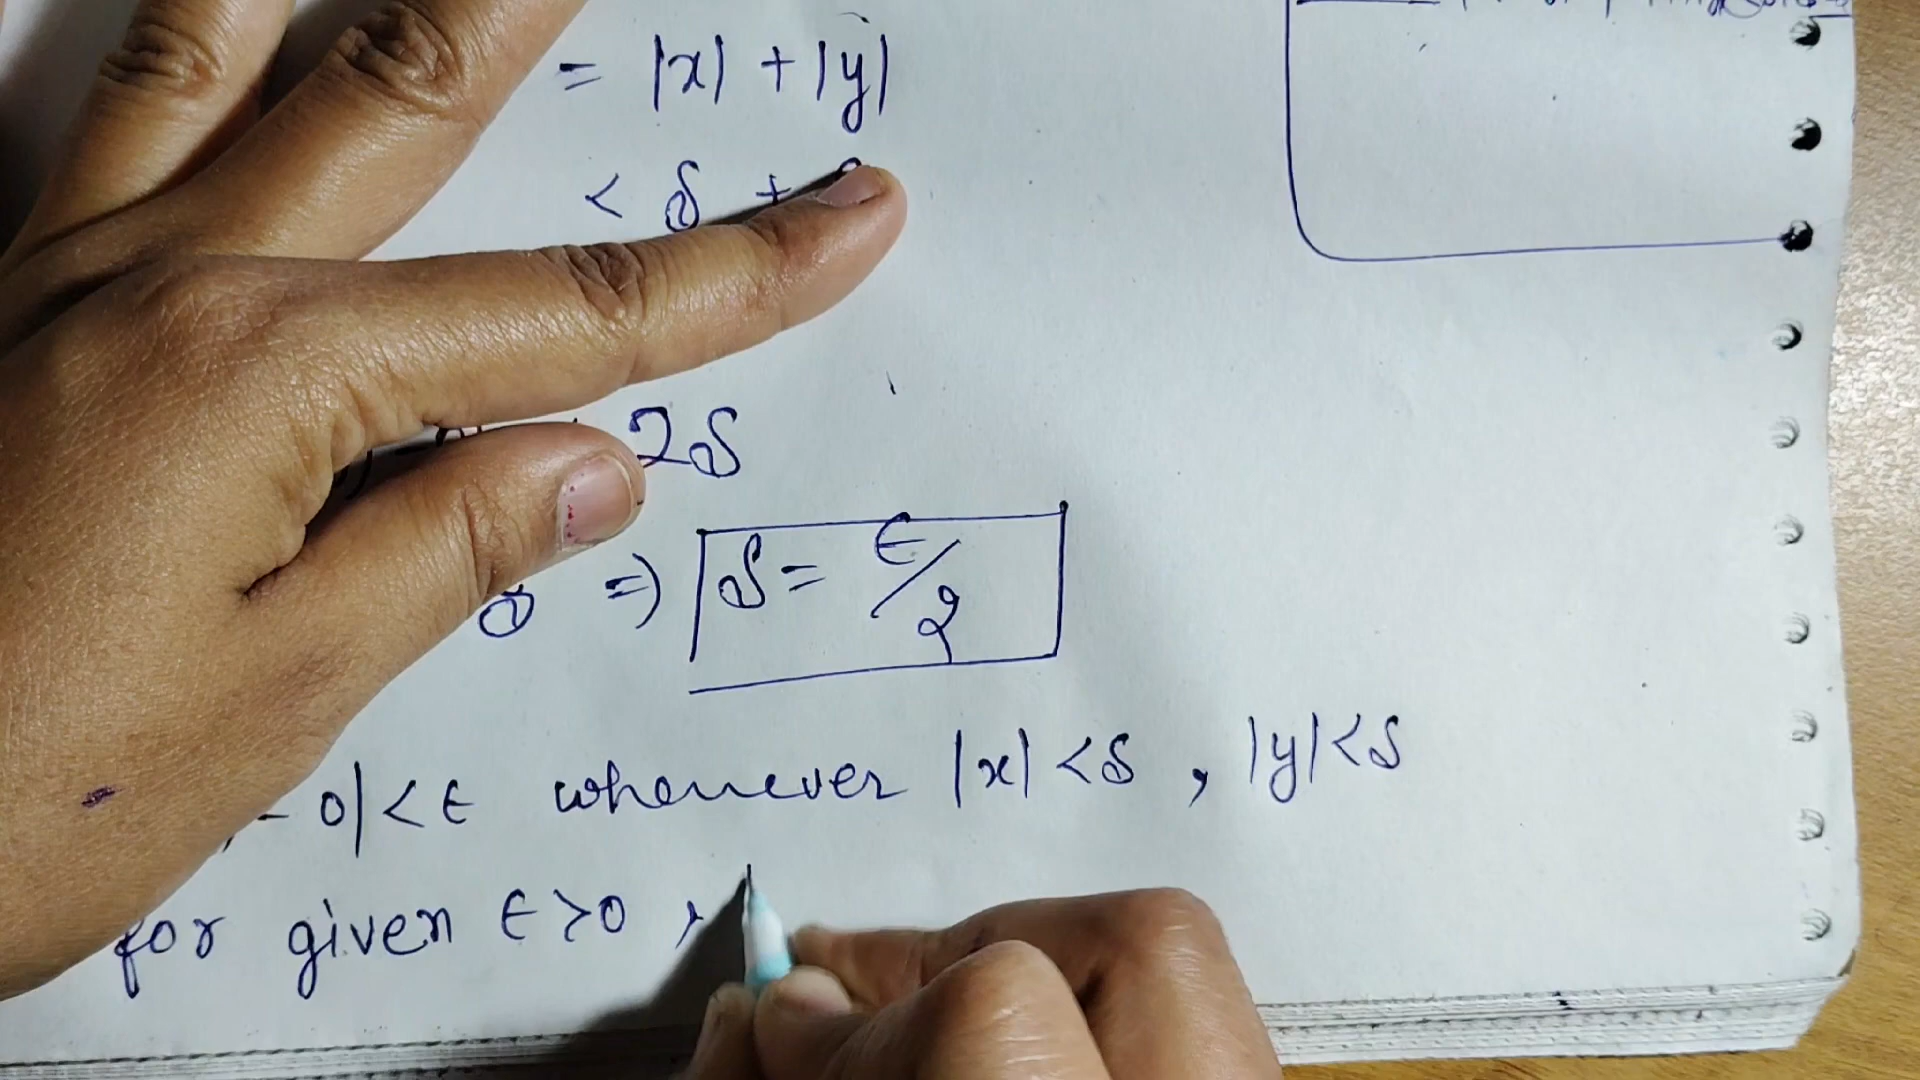 = |x| + |y|
< δ +
2δ
=> δ = ϵ/2
- 0| < ϵ whenever |x| < δ , |y| < δ
for given ϵ > 0 ,